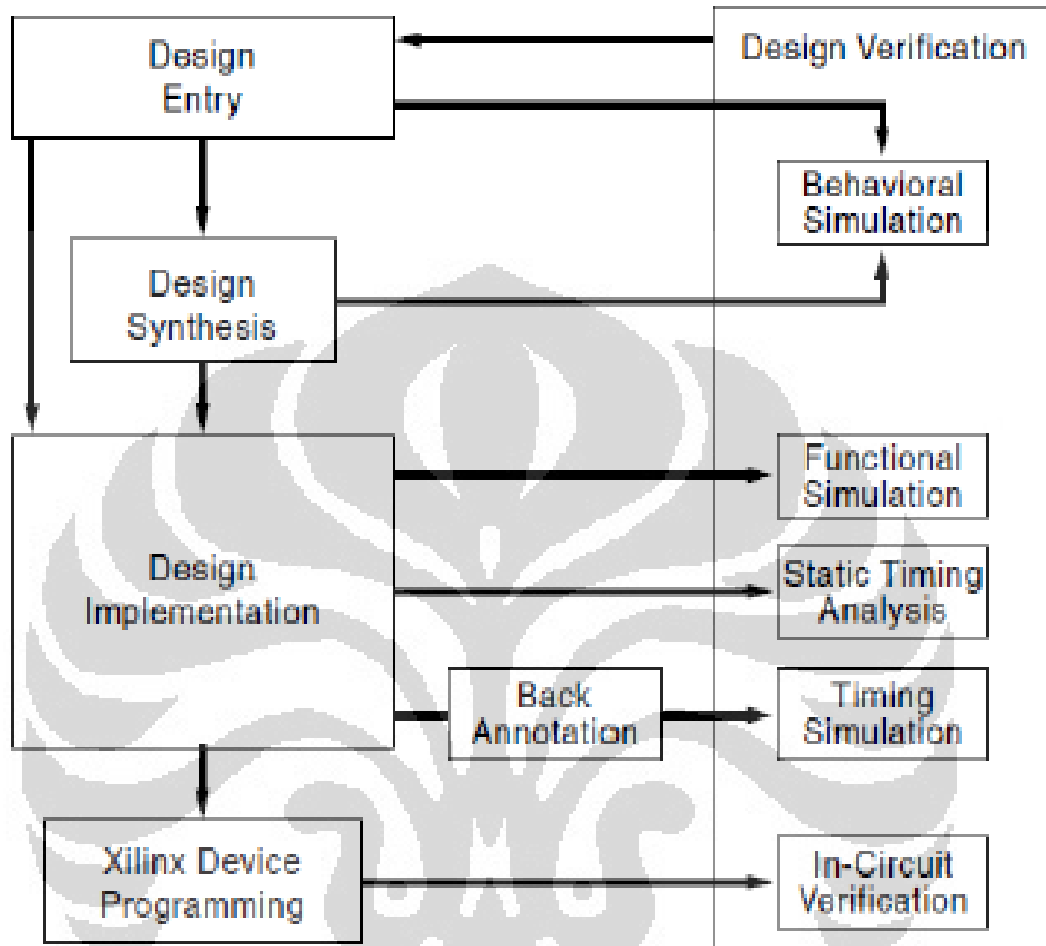 Design
Entry
Design Verification
Behavioral
Simulation
Design
Synthesis
Functional
Simulation
Design
Implementation
Static Timing
Analysis
Back
Annotation
Timing
Simulation
Xilinx Device
Programming
In-Circuit
Verification